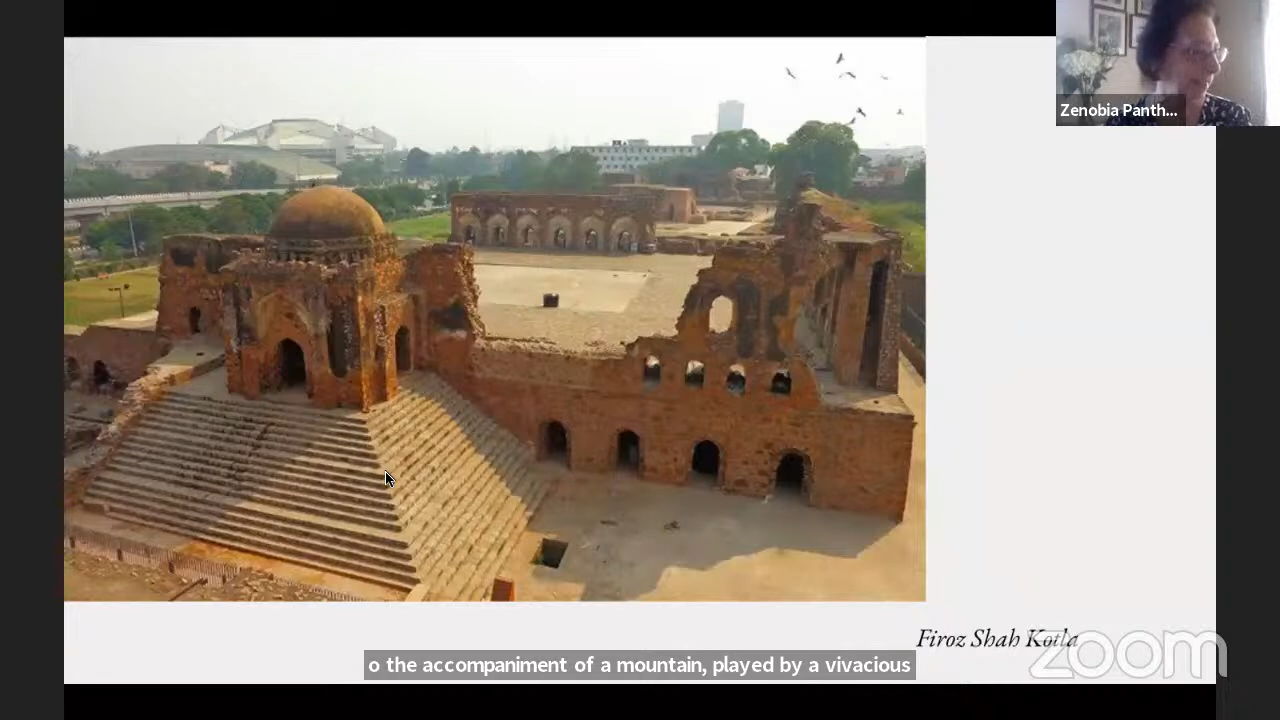 Zenobia Panth...
Firoz Shah Kotla
zoom
o the accompaniment of a mountain, played by a vivacious